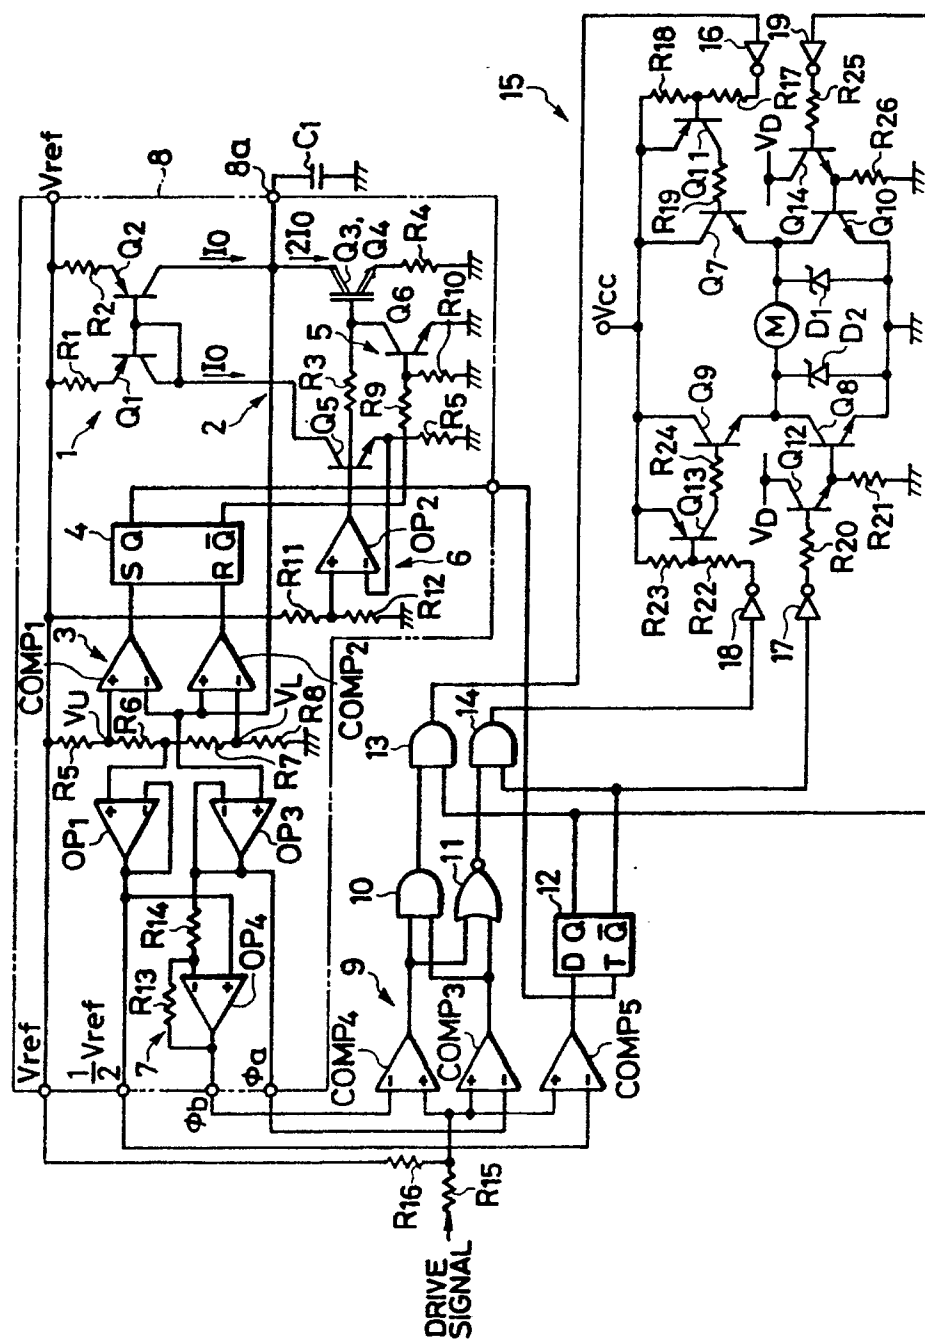 Vref
8
8a
C1
R1
R2
Q2
Q1
1
I0
I0
2I0
2
Q3,
Q4
R4
5
Q6
R10
R3
R9
Q5
R5
4
S Q
R Q̅
OP2
6
R11
R12
COMP1
3
COMP2
VU
VL
R5
R6
R7
R8
OP1
OP3
R14
OP4
R13
7
Vref
1/2 Vref
ϕb
ϕa
R16
R15
DRIVE
SIGNAL
COMP4
9
COMP3
COMP5
10
11
12
D Q
T Q̅
13
14
15
Vcc
16
R18
R17
Q11
R19
Q7
19
R25
VD
Q14
R26
Q10
M
D1
D2
Q9
R24
Q13
R23
R22
18
Q8
Q12
VD
R21
R20
17